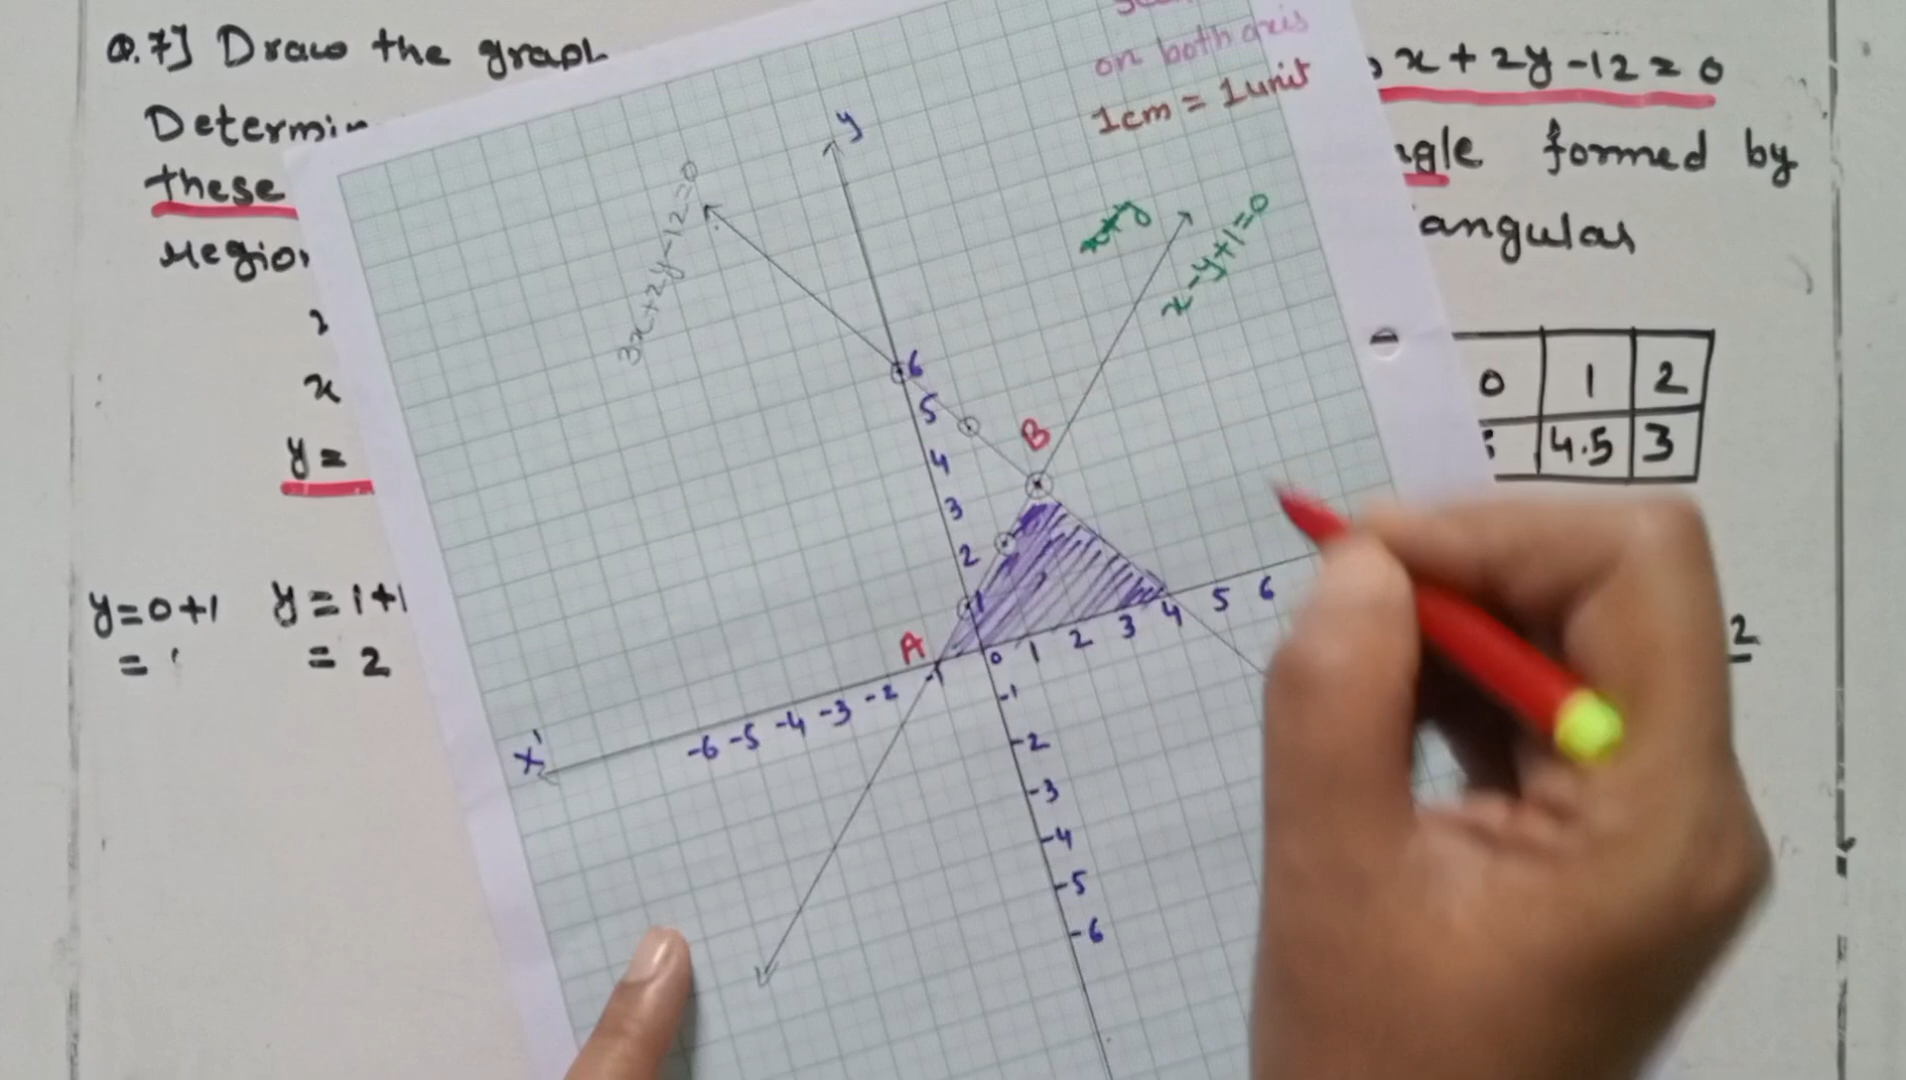 Q.7] Draw the graph
x + 2y - 12 = 0
Determin
these
ngle formed by
region
angular
x
y =
0 1 2
4.5 3
y = 0 + 1
= 1
y = 1 + 1
= 2
2
on both axis
1cm = 1unit
y
3x+2y-12=0
x+y
x-y+1=0
6
5
4
3
2
1
B
A
X'
-6 -5 -4 -3 -2 -1 0 1 2 3 4 5 6
-1
-2
-3
-4
-5
-6